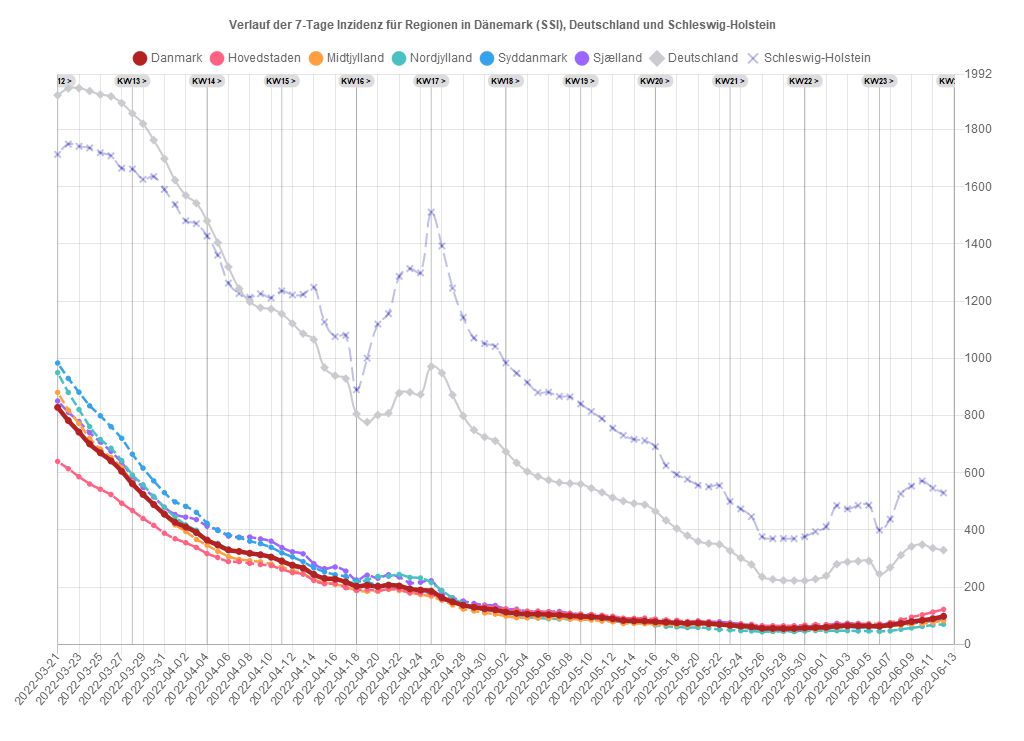 Verlauf der 7-Tage Inzidenz für Regionen in Dänemark (SSI), Deutschland und Schleswig-Holstein
Danmark Hovedstaden Midtjylland Nordjylland Syddanmark Sjælland Deutschland Schleswig-Holstein
12 > KW13 > KW14 > KW15 > KW16 > KW17 > KW18 > KW19 > KW20 > KW21 > KW22 > KW23 > KW
1992
1800
1600
1400
1200
1000
800
600
400
200
0
2022-03-21 2022-03-23 2022-03-25 2022-03-27 2022-03-29 2022-03-31 2022-04-02 2022-04-04 2022-04-06 2022-04-08 2022-04-10 2022-04-12 2022-04-14 2022-04-16 2022-04-18 2022-04-20 2022-04-22 2022-04-24 2022-04-26 2022-04-28 2022-04-30 2022-05-02 2022-05-04 2022-05-06 2022-05-08 2022-05-10 2022-05-12 2022-05-14 2022-05-16 2022-05-18 2022-05-20 2022-05-22 2022-05-24 2022-05-26 2022-05-28 2022-05-30 2022-06-01 2022-06-03 2022-06-05 2022-06-07 2022-06-09 2022-06-11 2022-06-13